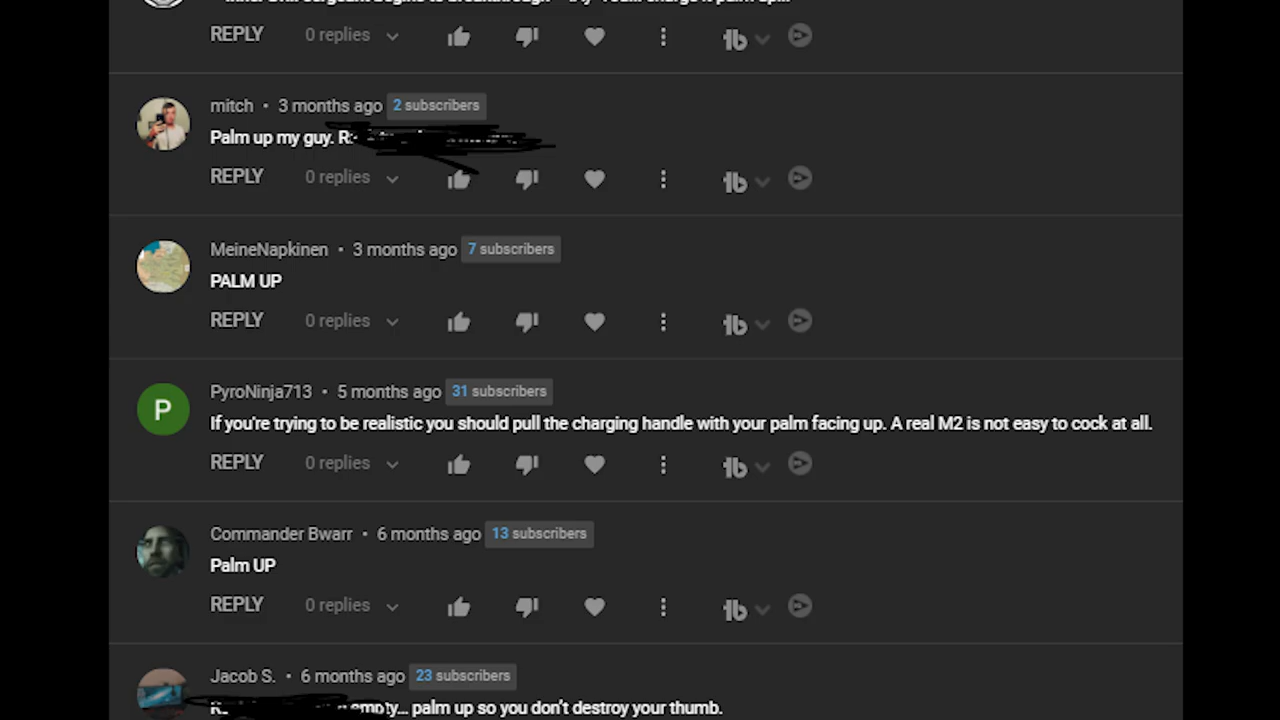 REPLY 0 replies
mitch • 3 months ago 2 subscribers
Palm up my guy.
REPLY 0 replies
MeineNapkinen • 3 months ago 7 subscribers
PALM UP
REPLY 0 replies
PyroNinja713 • 5 months ago 31 subscribers
P
If you're trying to be realistic you should pull the charging handle with your palm facing up. A real M2 is not easy to cock at all.
REPLY 0 replies
Commander Bwarr • 6 months ago 13 subscribers
Palm UP
REPLY 0 replies
Jacob S. • 6 months ago 23 subscribers
empty... palm up so you don't destroy your thumb.